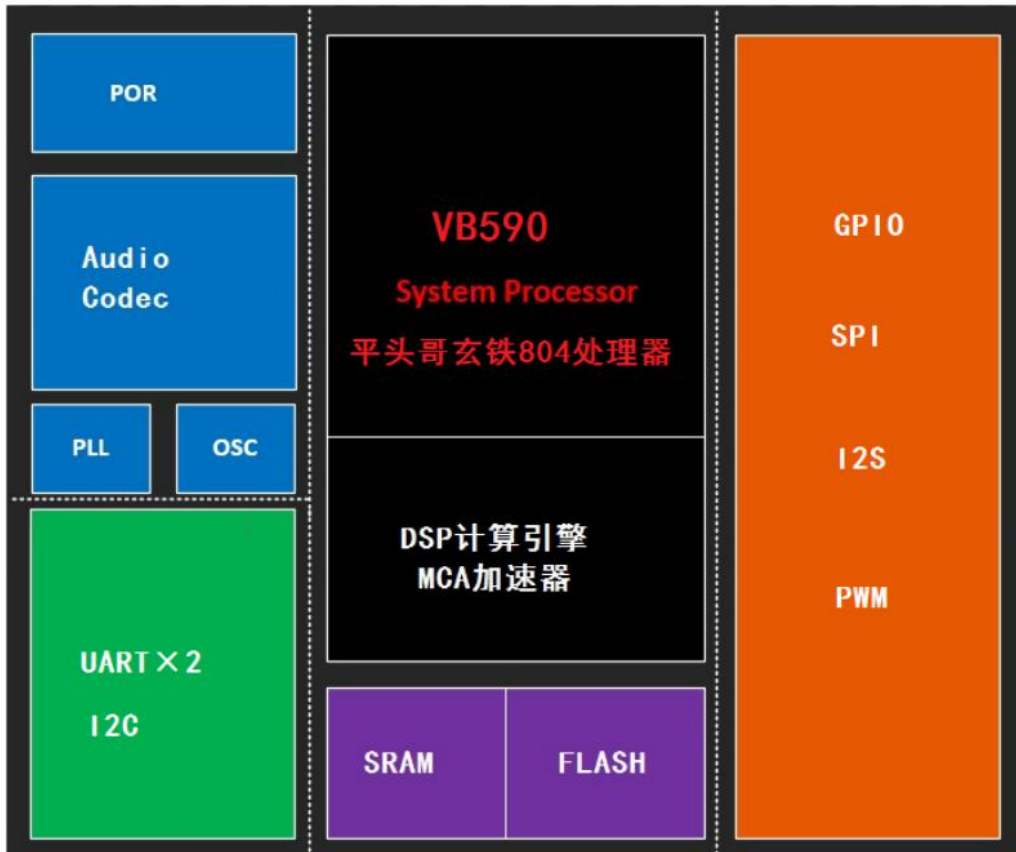 POR
Audio
Codec
PLL
OSC
UART×2
I2C
VB590
System Processor
平头哥玄铁804处理器
DSP计算引擎
MCA加速器
SRAM
FLASH
GPIO
SPI
I2S
PWM